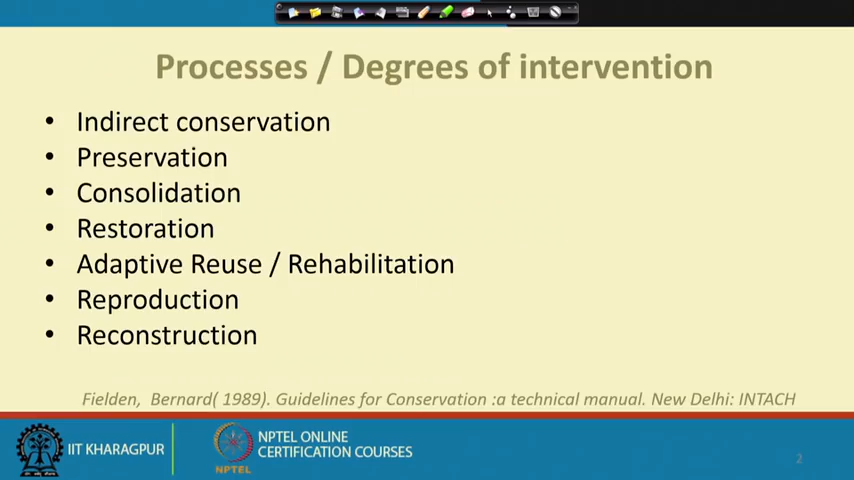 Processes / Degrees of intervention
• Indirect conservation
• Preservation
• Consolidation
• Restoration
• Adaptive Reuse / Rehabilitation
• Reproduction
• Reconstruction
Fielden, Bernard( 1989). Guidelines for Conservation :a technical manual. New Delhi: INTACH
IIT KHARAGPUR
NPTEL
NPTEL ONLINE
CERTIFICATION COURSES
2